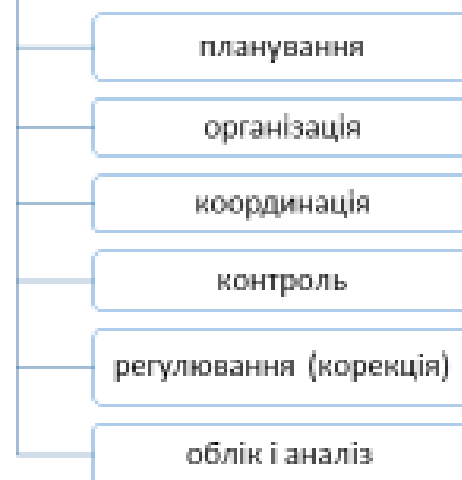 планування
організація
координація
контроль
регулювання (корекція)
облік і аналіз